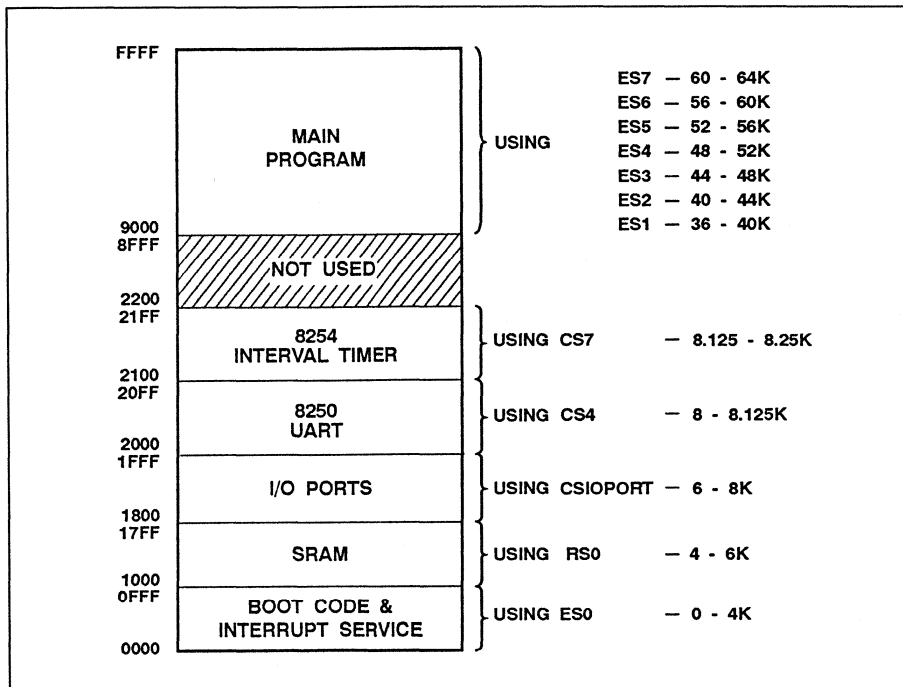 FFFF
MAIN
PROGRAM
USING
ES7 — 60 - 64K
ES6 — 56 - 60K
ES5 — 52 - 56K
ES4 — 48 - 52K
ES3 — 44 - 48K
ES2 — 40 - 44K
ES1 — 36 - 40K
9000
8FFF
NOT USED
2200
21FF
8254
INTERVAL TIMER
USING CS7 — 8.125 - 8.25K
2100
20FF
8250
UART
USING CS4 — 8 - 8.125K
2000
1FFF
I/O PORTS
USING CSIOPORT — 6 - 8K
1800
17FF
SRAM
USING RS0 — 4 - 6K
1000
0FFF
BOOT CODE &
INTERRUPT SERVICE
USING ES0 — 0 - 4K
0000